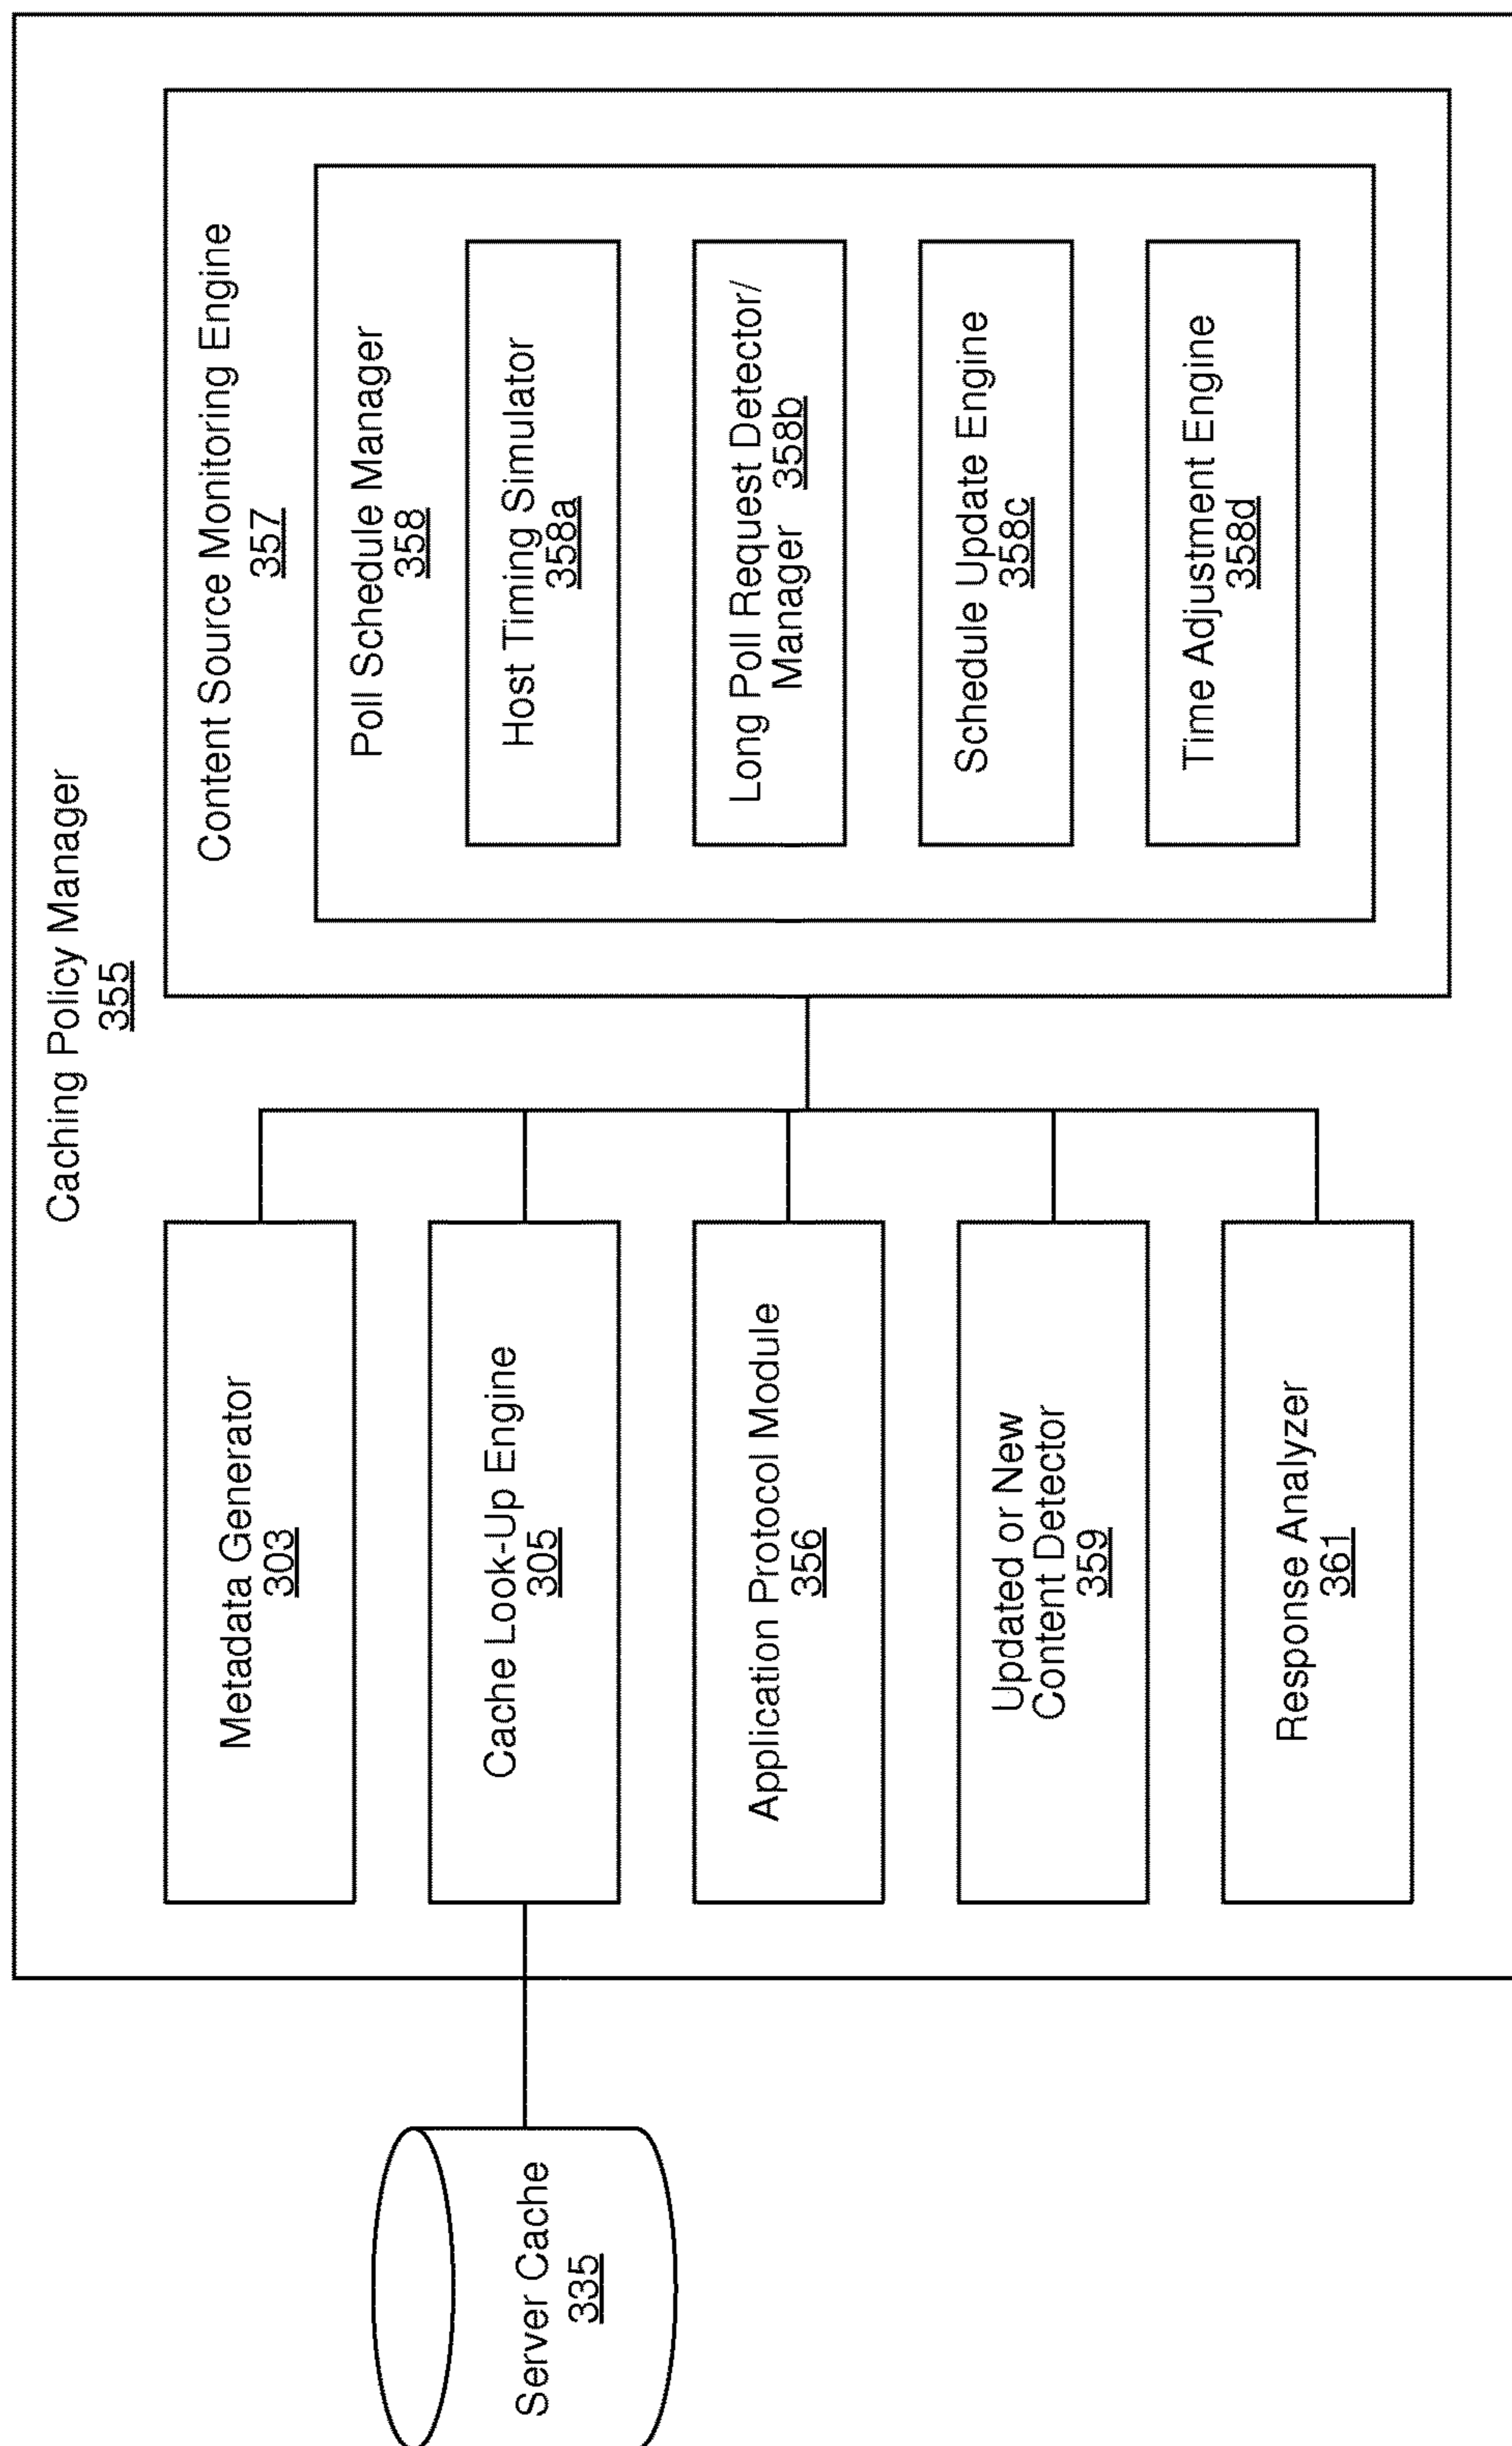 Caching Policy Manager
355
Server Cache
335
Metadata Generator
303
Cache Look-Up Engine
305
Application Protocol Module
356
Updated or New
Content Detector
359
Response Analyzer
361
Content Source Monitoring Engine
357
Poll Schedule Manager
358
Host Timing Simulator
358a
Long Poll Request Detector/
Manager 358b
Schedule Update Engine
358c
Time Adjustment Engine
358d